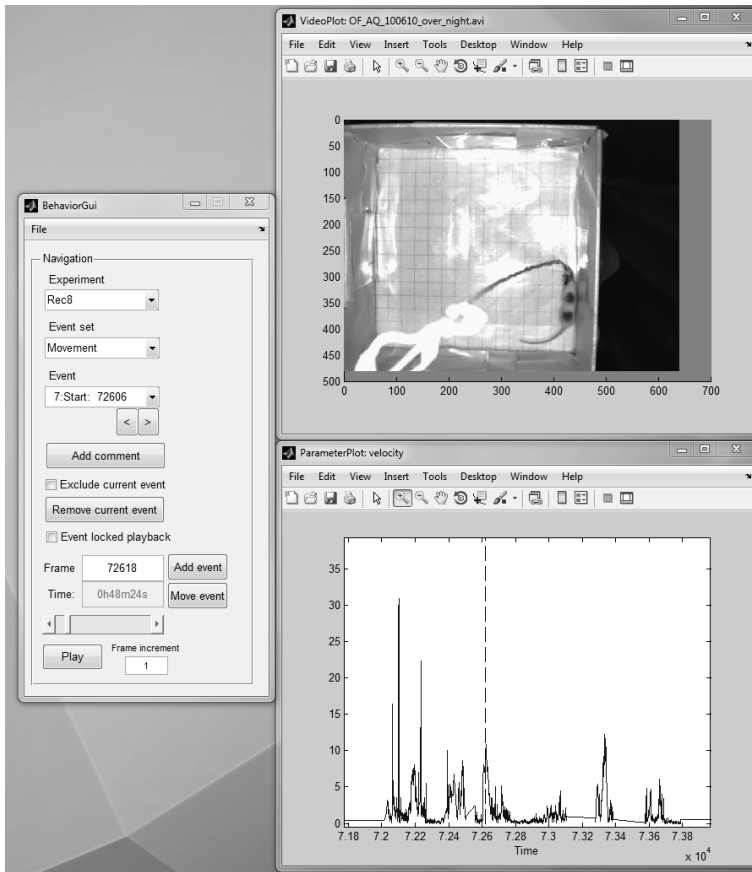 VideoPlot: OF_AQ_100610_over_night.avi
File Edit View Insert Tools Desktop Window Help
0
50
100
150
200
250
300
350
400
450
500
0 100 200 300 400 500 600 700
BehaviorGui
File
Navigation
Experiment
Rec8
Event set
Movement
Event
7:Start: 72606
< >
Add comment
Exclude current event
Remove current event
Event locked playback
Frame 72618 Add event
Time: 0h48m24s Move event
Play Frame increment
1
ParameterPlot: velocity
File Edit View Insert Tools Desktop Window Help
35
30
25
20
15
10
5
0
7.18 7.2 7.22 7.24 7.26 7.28 7.3 7.32 7.34 7.36 7.38
Time
x 10⁴